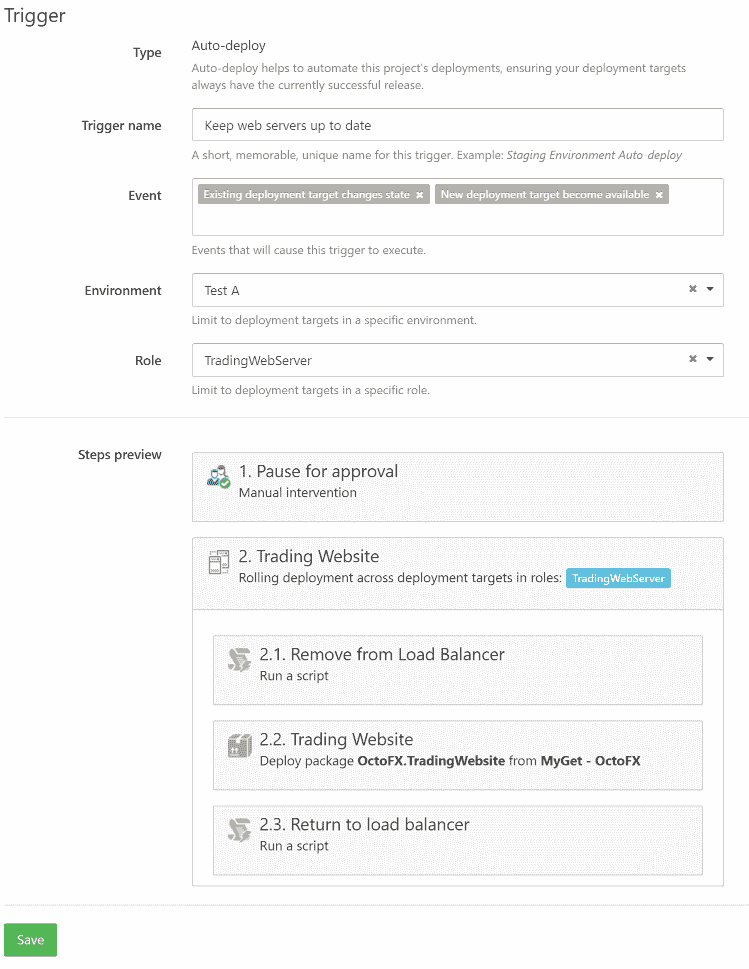 Trigger
Type
Auto-deploy
Auto-deploy helps to automate this project's deployments, ensuring your deployment targets
always have the currently successful release.
Trigger name
Keep web servers up to date
A short, memorable, unique name for this trigger. Example: Staging Environment Auto-deploy
Event
Existing deployment target changes state ×
New deployment target become available ×
Events that will cause this trigger to execute.
Environment
Test A
Limit to deployment targets in a specific environment.
Role
TradingWebServer
Limit to deployment targets in a specific role.
Steps preview
1. Pause for approval
Manual intervention
2. Trading Website
Rolling deployment across deployment targets in roles: TradingWebServer
2.1. Remove from Load Balancer
Run a script
2.2. Trading Website
Deploy package OctoFX.TradingWebsite from MyGet - OctoFX
2.3. Return to load balancer
Run a script
Save